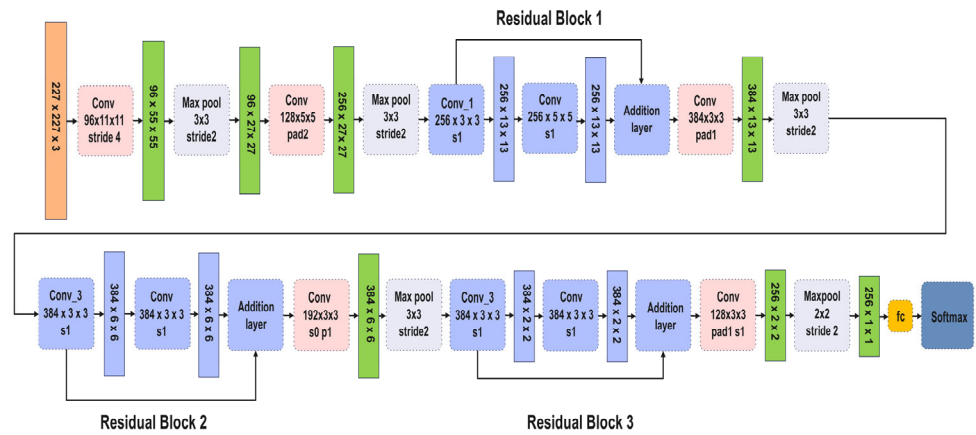 Residual Block 1
227 x 227 x 3
Conv
96x11x11
stride 4
96 x 55 x 55
Max pool
3x3
stride2
96 x 27x 27
Conv
128x5x5
pad2
256 x 27x 27
Max pool
3x3
stride2
Conv_1
256 x 3 x 3
s1
256 x 13 x 13
Conv
256 x 5 x 5
s1
256 x 13 x 13
Addition
layer
Conv
384x3x3
pad1
384 x 13 x 13
Max pool
3x3
stride2
Conv_3
384 x 3 x 3
s1
384 x 6 x 6
Conv
384 x 3 x 3
s1
384 x 6 x 6
Addition
layer
Conv
192x3x3
s0 p1
384 x 6 x 6
Max pool
3x3
stride2
Conv_3
384 x 3 x 3
s1
384 x 2 x 2
Conv
384 x 3 x 3
s1
384 x 2 x 2
Addition
layer
Conv
128x3x3
pad1 s1
256 x 2 x 2
Maxpool
2x2
stride 2
256 x 1 x 1
fc
Softmax
Residual Block 2
Residual Block 3